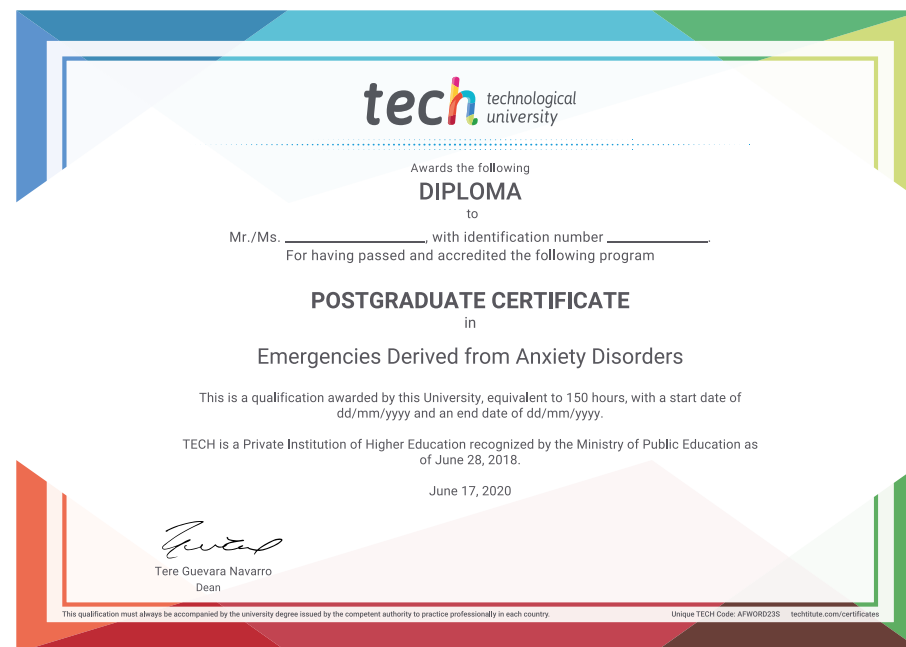 tech technological
university
Awards the following
DIPLOMA
to
Mr./Ms. ____________________, with identification number ______________.
For having passed and accredited the following program
POSTGRADUATE CERTIFICATE
in
Emergencies Derived from Anxiety Disorders
This is a qualification awarded by this University, equivalent to 150 hours, with a start date of
dd/mm/yyyy and an end date of dd/mm/yyyy.
TECH is a Private Institution of Higher Education recognized by the Ministry of Public Education as
of June 28, 2018.
June 17, 2020
Tere Guevara Navarro
Dean
This qualification must always be accompanied by the university degree issued by the competent authority to practice professionally in each country. Unique TECH Code: AFWORD23S techtitute.com/certificates